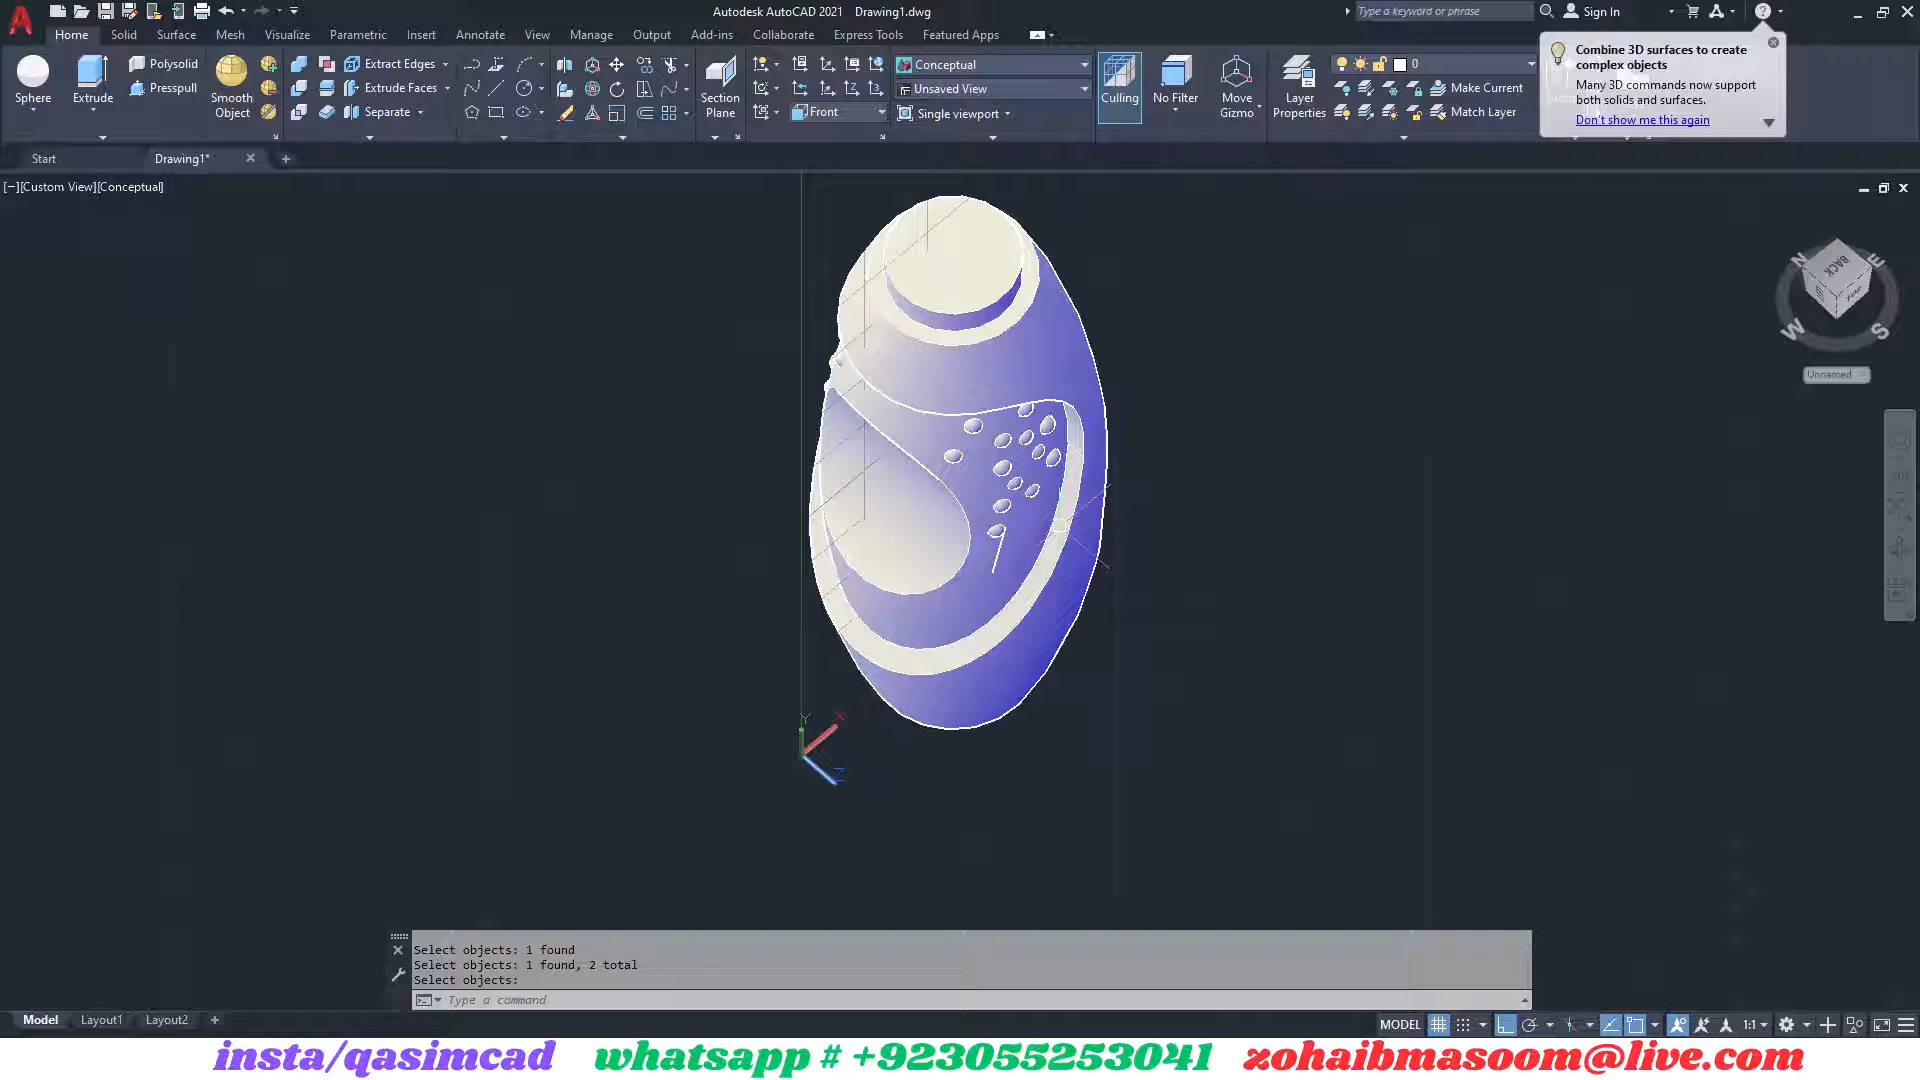 Autodesk AutoCAD 2021 Drawing1.dwg
Type a keyword or phrase
Sign In
Home Solid Surface Mesh Visualize Parametric Insert Annotate View Manage Output Add-ins Collaborate Express Tools Featured Apps
Sphere
Extrude
Polysolid
Presspull
Smooth Object
Extract Edges
Extrude Faces
Separate
Section Plane
Front
Conceptual
Unsaved View
Single viewport
Culling
No Filter
Move Gizmo
Layer Properties
0
Make Current
Match Layer
Combine 3D surfaces to create
complex objects
Many 3D commands now support
both solids and surfaces.
Don't show me this again
Start
Drawing1*
[−][Custom View][Conceptual]
N
E
BACK
TOP
W
S
Unnamed
Y
X
Z
Select objects: 1 found
Select objects: 1 found, 2 total
Select objects:
Type a command
Model Layout1 Layout2
MODEL
1:1
insta/qasimcad whatsapp # +923055253041 zohaibmasoom@live.com